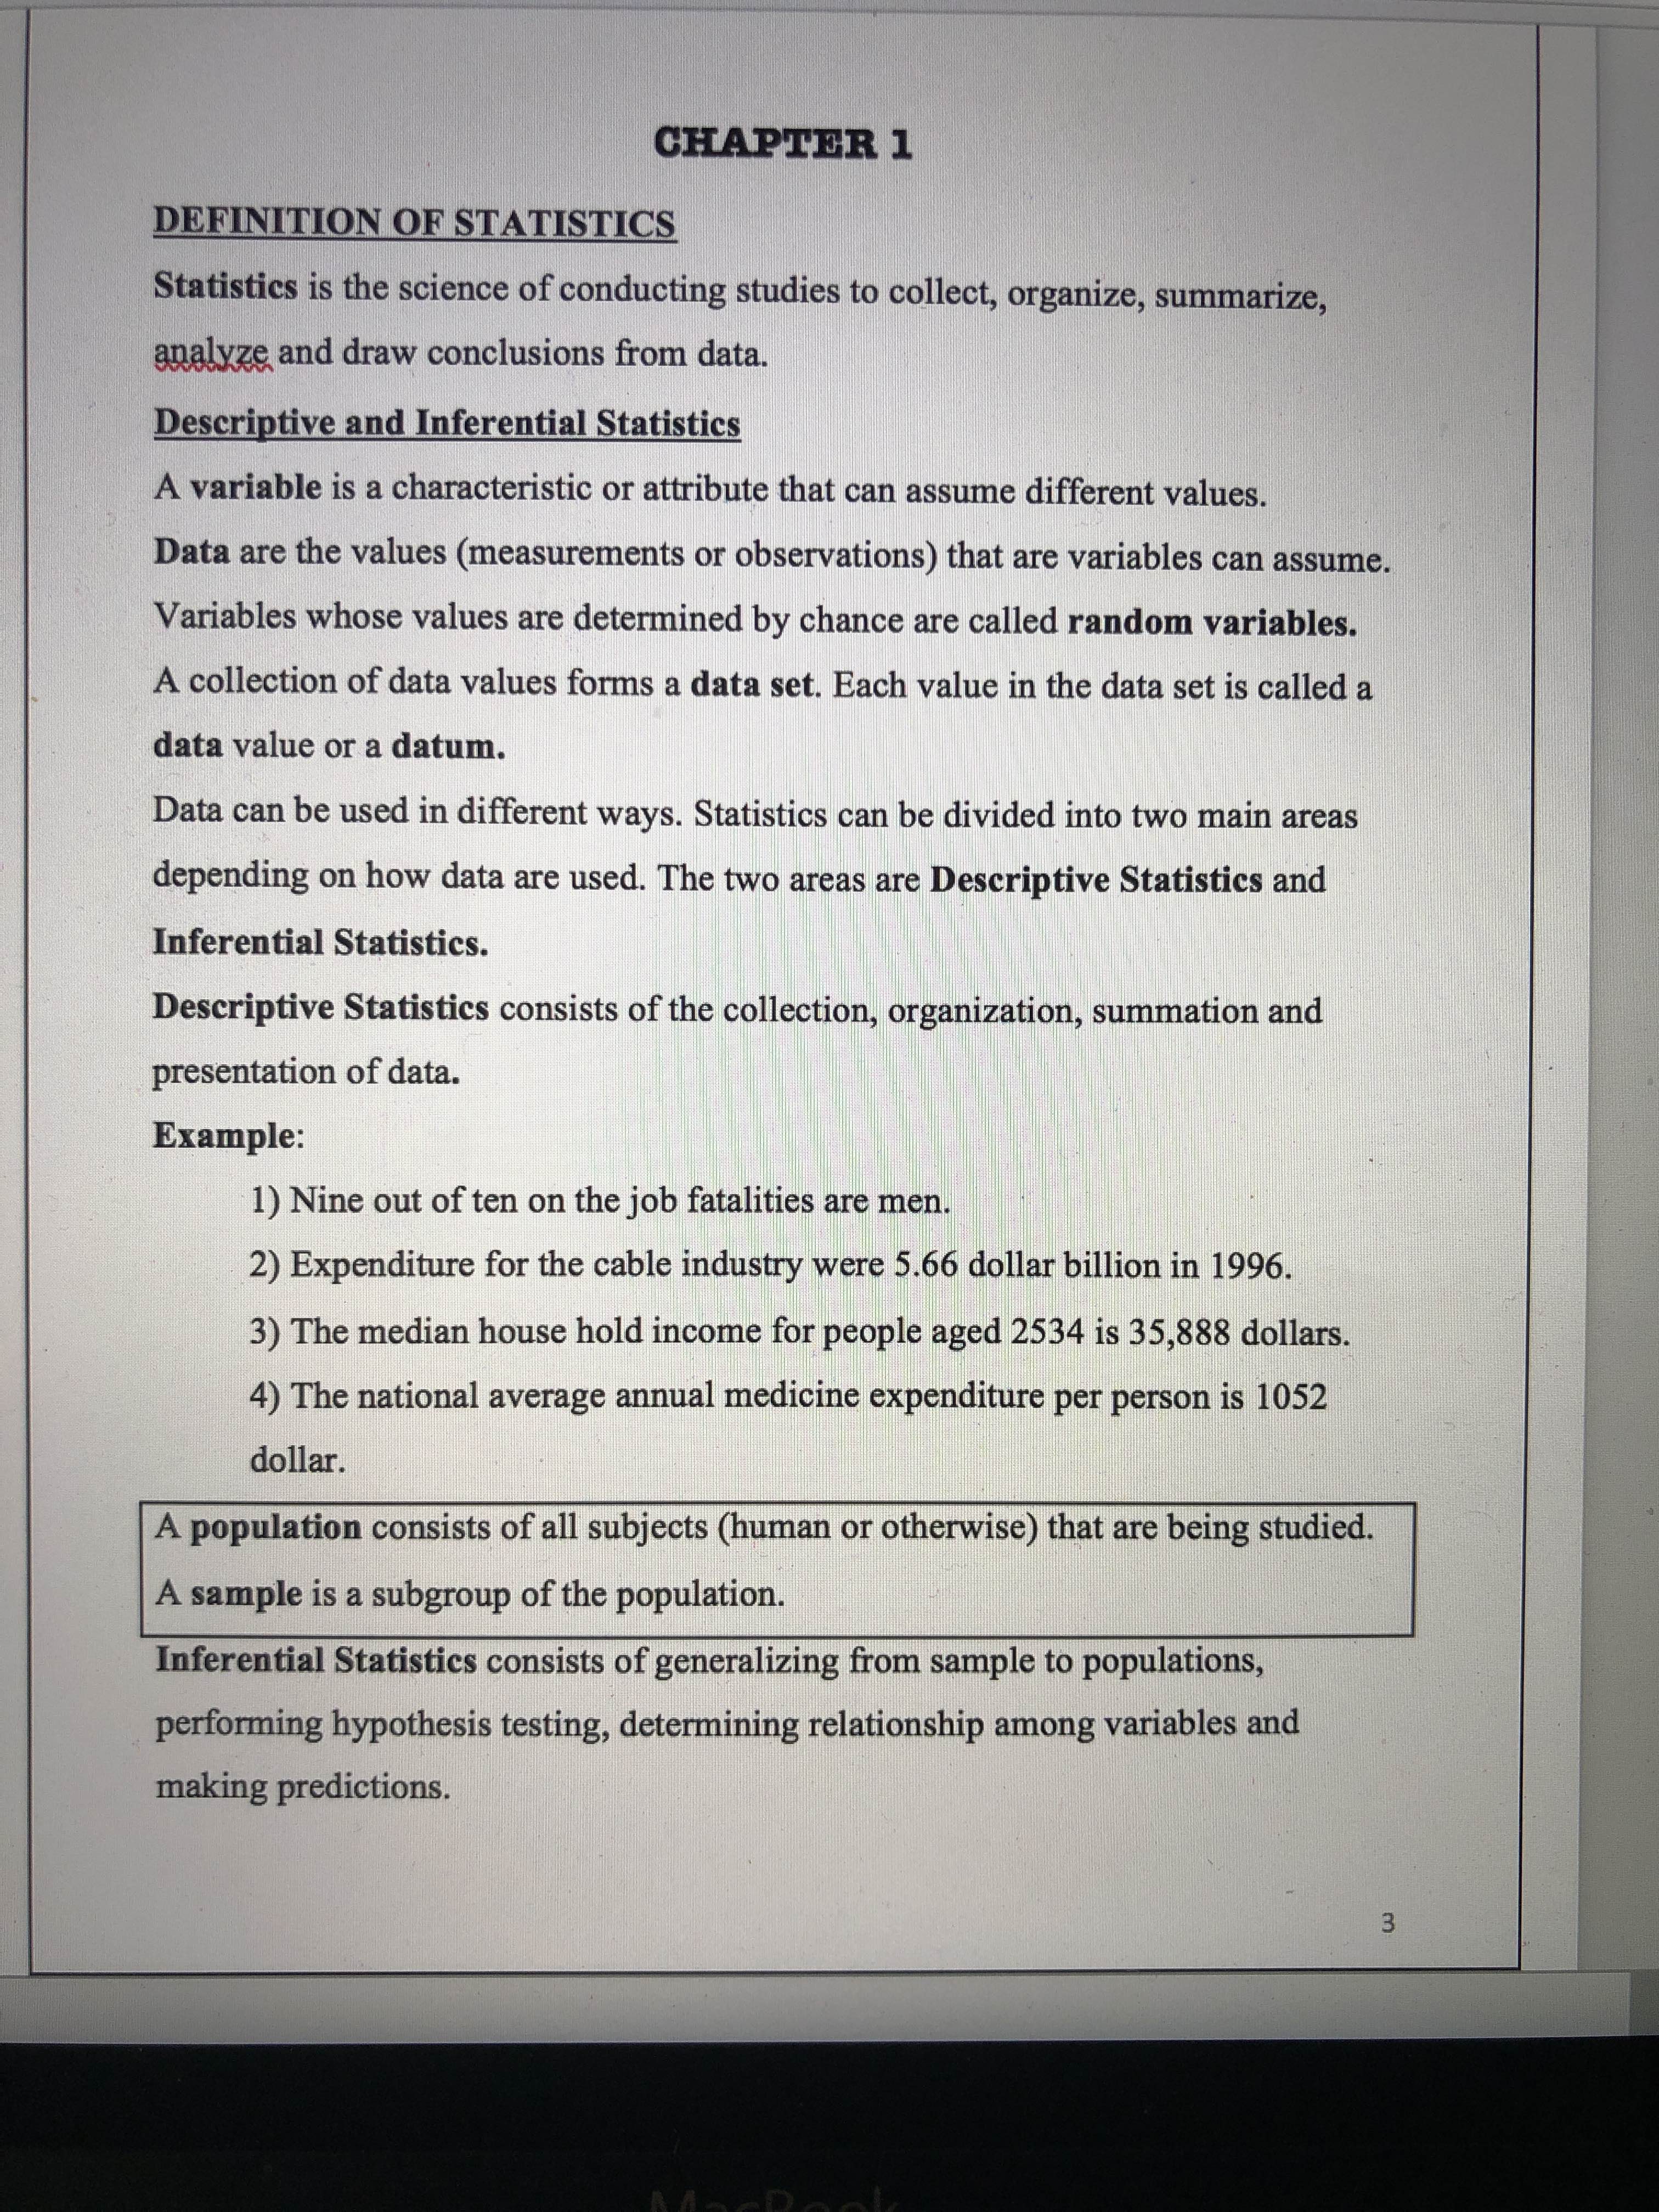 CHAPTER 1
DEFINITION OF STATISTICS
Statistics is the science of conducting studies to collect, organize, summarize,
analyze and draw conclusions from data.
Descriptive and Inferential Statistics
A variable is a characteristic or attribute that can assume different values.
Data are the values (measurements or observations) that are variables can assume.
Variables whose values are determined by chance are called random variables.
A collection of data values forms a data set. Each value in the data set is called a
data value or a datum.
Data can be used in different ways. Statistics can be divided into two main areas
depending on how data are used. The two areas are Descriptive Statistics and
Inferential Statistics.
Descriptive Statistics consists of the collection, organization, summation and
presentation of data.
Example:
1) Nine out of ten on the job fatalities are men.
2) Expenditure for the cable industry were 5.66 dollar billion in 1996.
3) The median house hold income for people aged 2534 is 35,888 dollars.
4) The national average annual medicine expenditure per person is 1052
dollar.
A population consists of all subjects (human or otherwise) that are being studied.
A sample is a subgroup of the population.
Inferential Statistics consists of generalizing from sample to populations,
performing hypothesis testing, determining relationship among variables and
making predictions.
3
MacBook